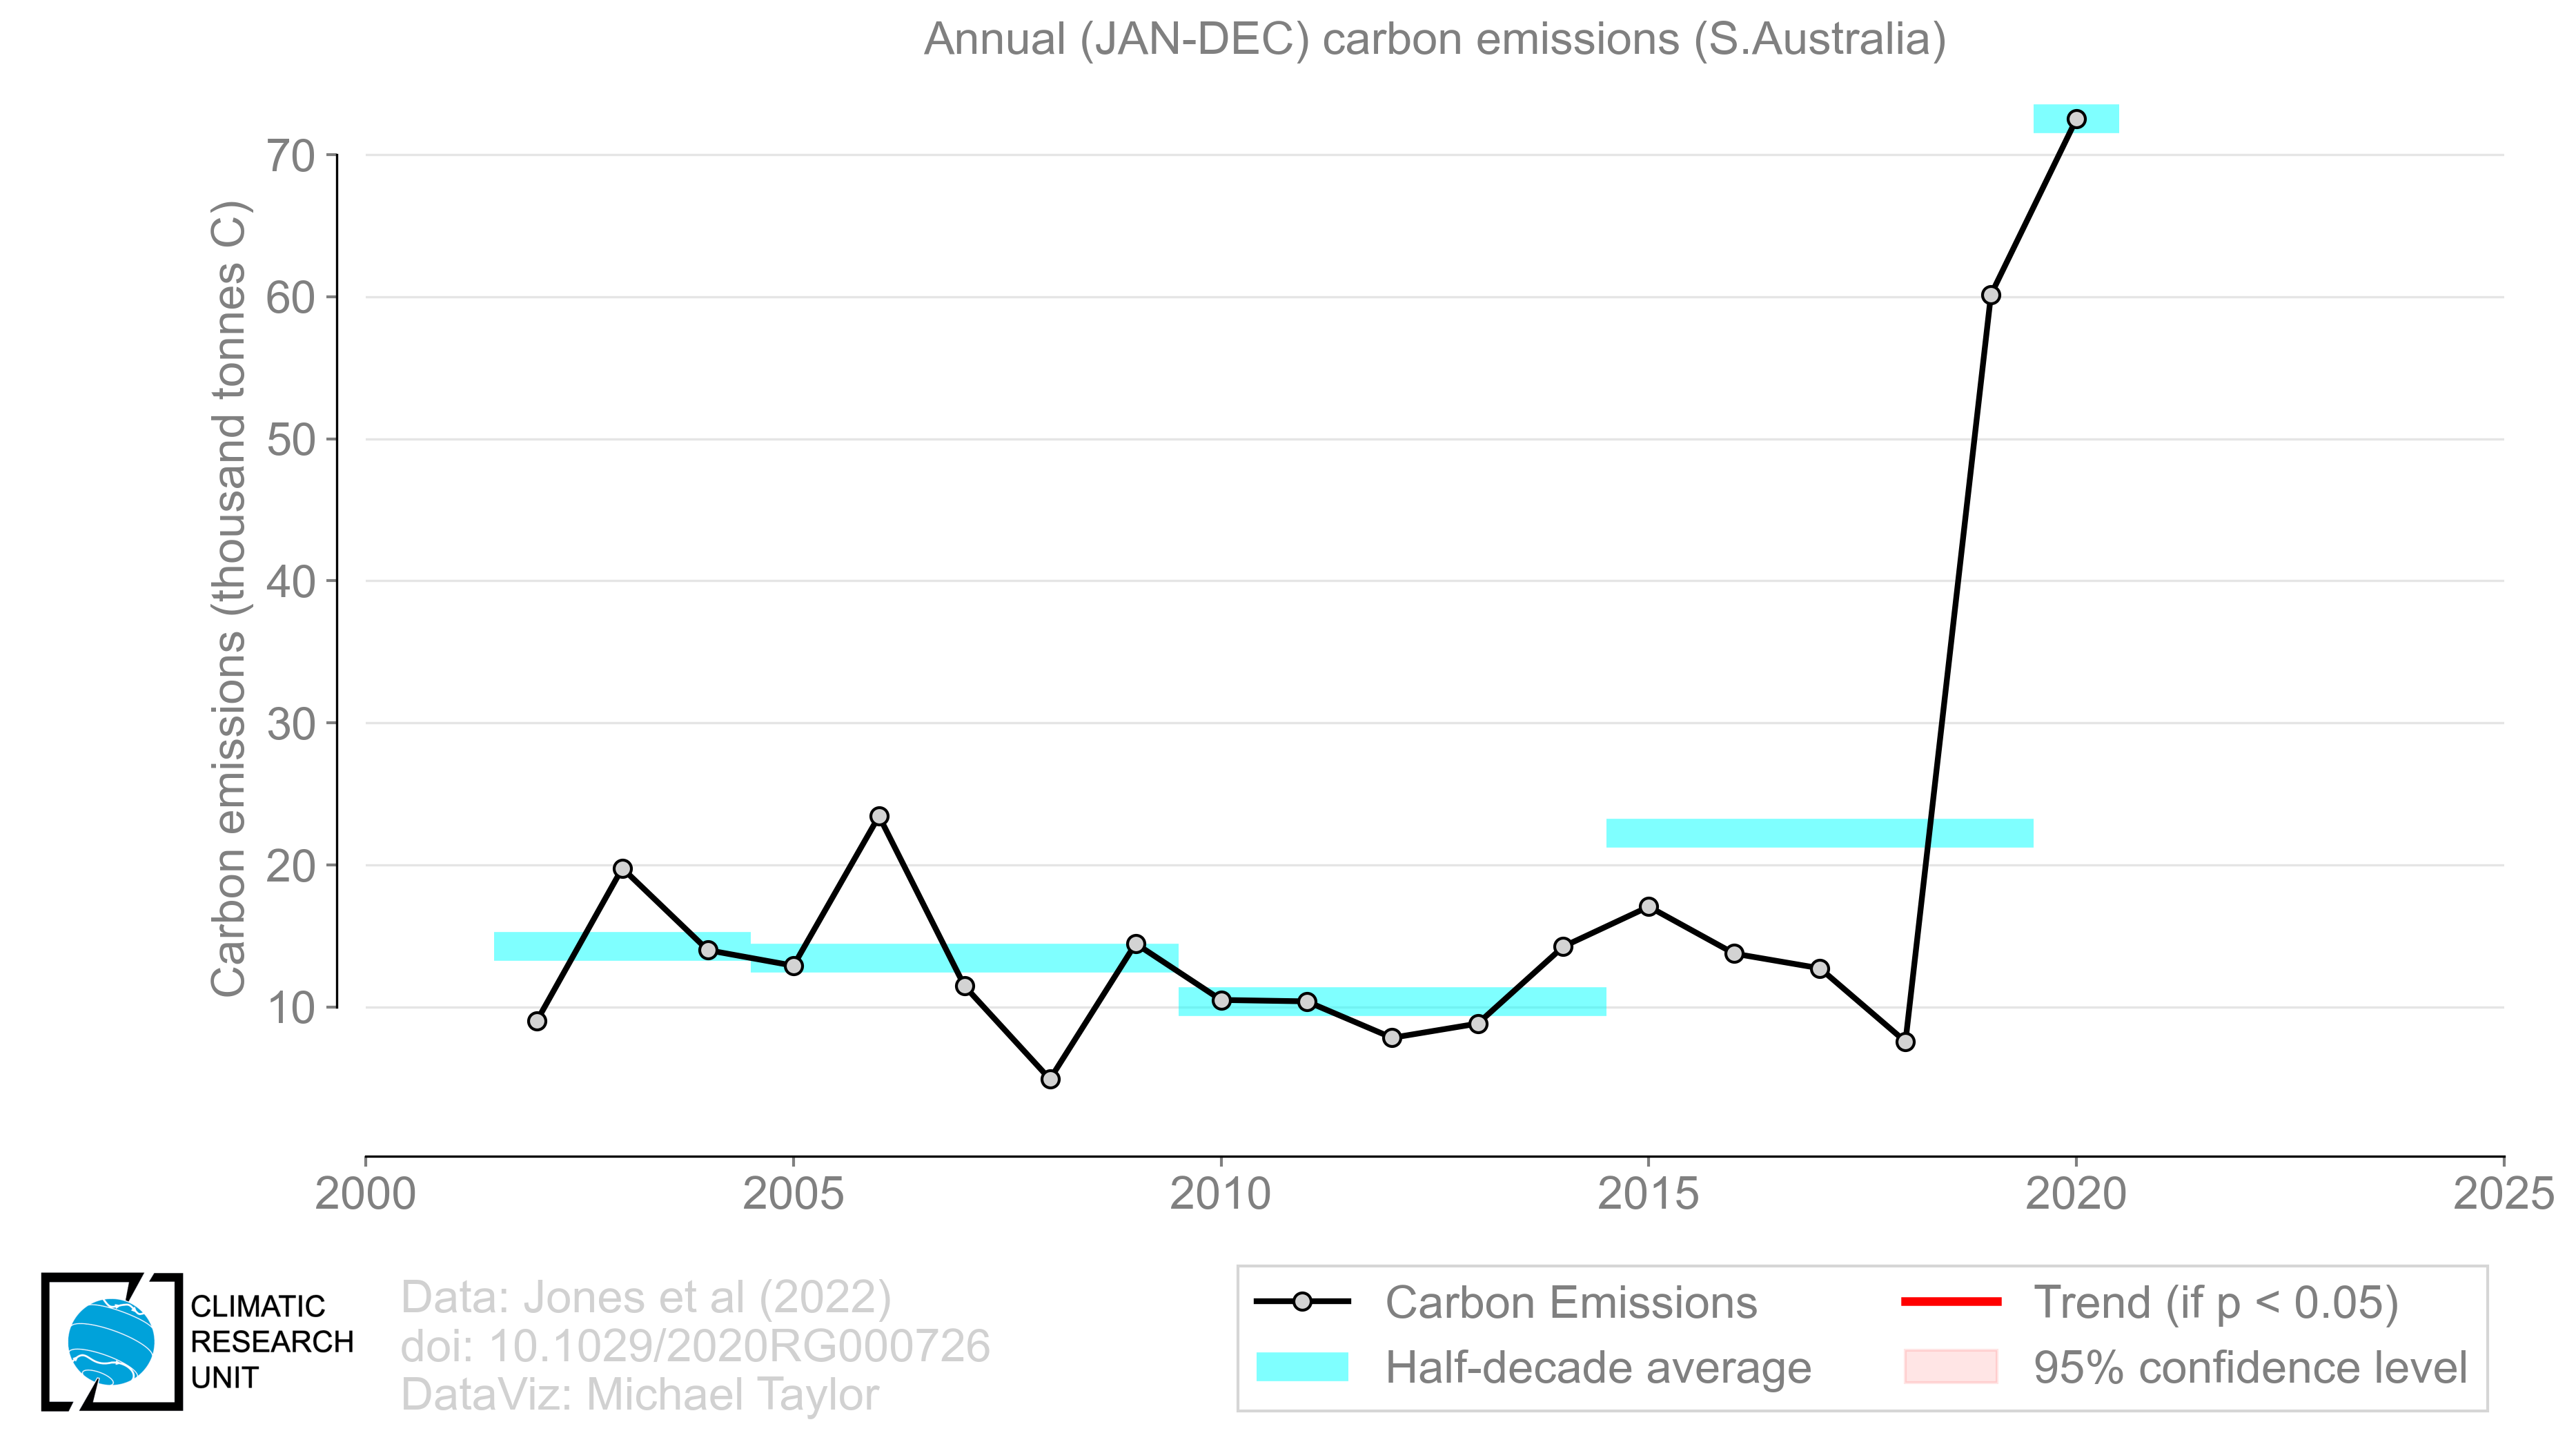 Annual (JAN-DEC) carbon emissions (S.Australia)
Carbon emissions (thousand tonnes C)
70
60
50
40
30
20
10
2000 2005 2010 2015 2020 2025
CLIMATIC
RESEARCH
UNIT
Data: Jones et al (2022)
doi: 10.1029/2020RG000726
DataViz: Michael Taylor
Carbon Emissions
Half-decade average
Trend (if p < 0.05)
95% confidence level